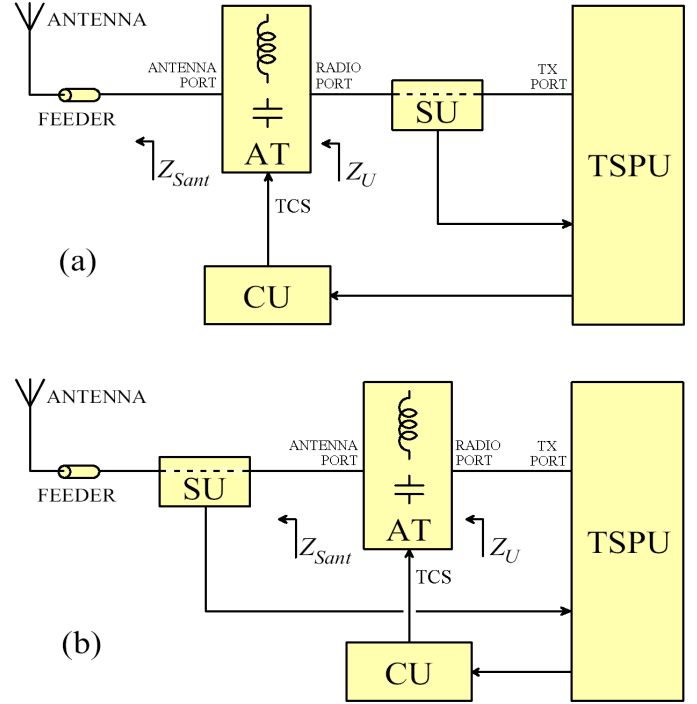 ANTENNA
ANTENNA
PORT
RADIO
PORT
TX
PORT
FEEDER
SU
AT
TSPU
Z_Sant
Z_U
TCS
(a)
CU
ANTENNA
ANTENNA
PORT
RADIO
PORT
TX
PORT
FEEDER
SU
AT
TSPU
Z_Sant
Z_U
TCS
(b)
CU